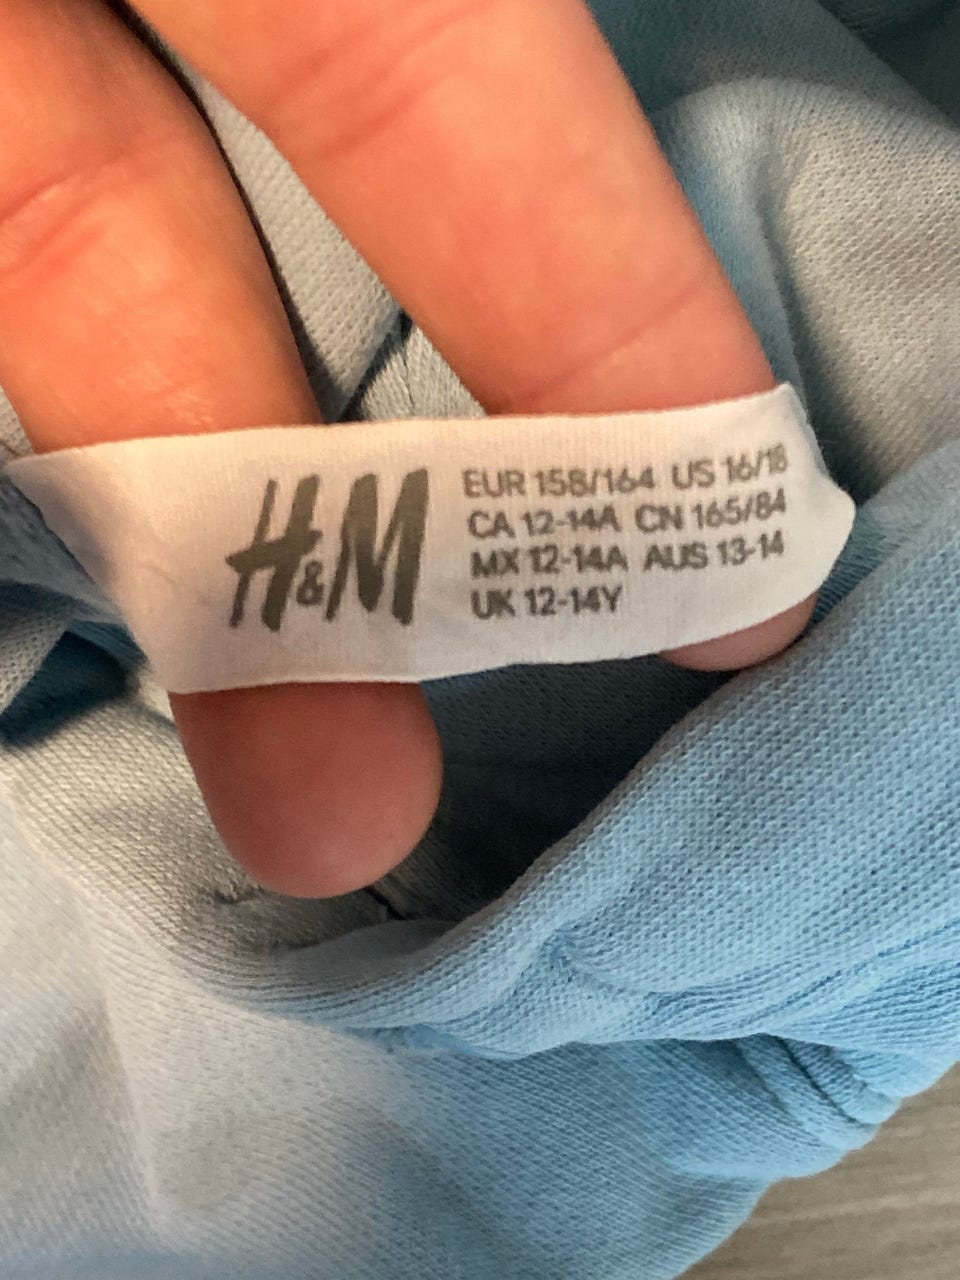 H&M
EUR 158/164 US 16/18
CA 12-14A CN 165/84
MX 12-14A AUS 13-14
UK 12-14Y